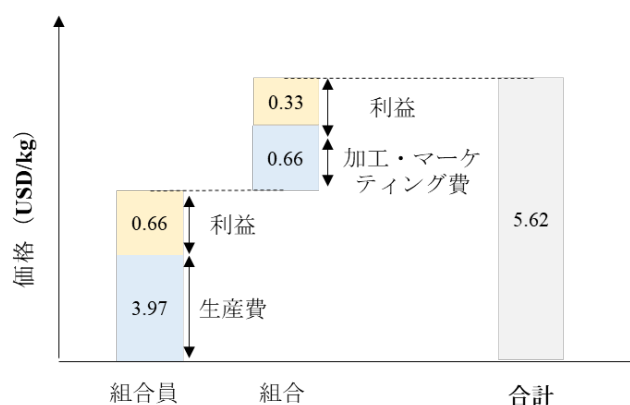 価格（USD/kg）
0.33
利益
0.66
加工・マーケ
ティング費
0.66
利益
5.62
3.97
生産費
組合員
組合
合計